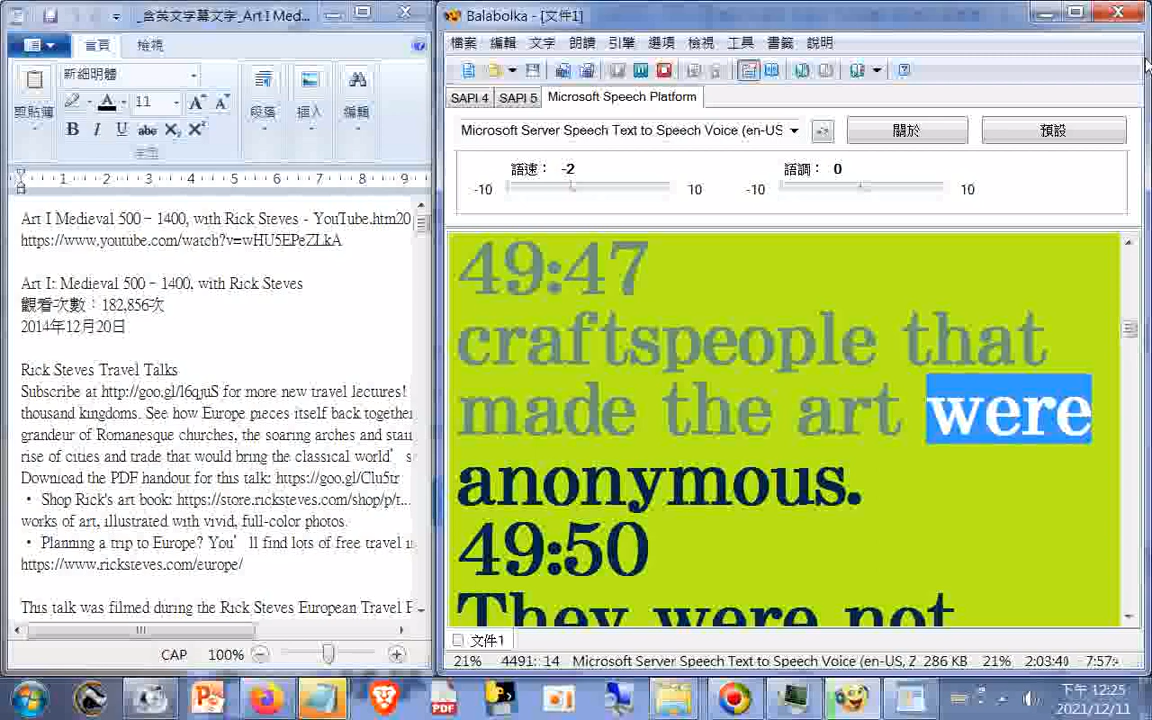 _含英文字幕文字_Art I Med...
首頁
檢視
剪貼簿
新細明體
11
字型
段落
插入
編輯
1 2 3 4 5 6 7 8 9
Art I Medieval 500﹣1400, with Rick Steves - YouTube.htm20
https://www.youtube.com/watch?v=wHU5EPeZLkA
Art I: Medieval 500﹣1400, with Rick Steves
觀看次數：182,856次
2014年12月20日
Rick Steves Travel Talks
Subscribe at http://goo.gl/l6qjuS for more new travel lectures!
thousand kingdoms. See how Europe pieces itself back together
grandeur of Romanesque churches, the soaring arches and stain
rise of cities and trade that would bring the classical world’s
Download the PDF handout for this talk: https://goo.gl/Clu5tr
• Shop Rick's art book: https://store.ricksteves.com/shop/p/t...
works of art, illustrated with vivid, full-color photos.
• Planning a trip to Europe? You’ll find lots of free travel i
https://www.ricksteves.com/europe/
This talk was filmed during the Rick Steves European Travel F
CAP 100%
Balabolka - [文件1]
檔案 編輯 文字 朗讀 引擎 選項 檢視 工具 書籤 說明
SAPI 4 SAPI 5 Microsoft Speech Platform
Microsoft Server Speech Text to Speech Voice (en-US
關於
預設
語速： -2
語調： 0
-10 10 -10 10
49:47
craftspeople that
made the art were
anonymous.
49:50
They were not
文件1
21% 4491: 14 Microsoft Server Speech Text to Speech Voice (en-US, Z 286 KB 21% 2:03:40 7:57
PDF
下午 12:25
2021/12/11